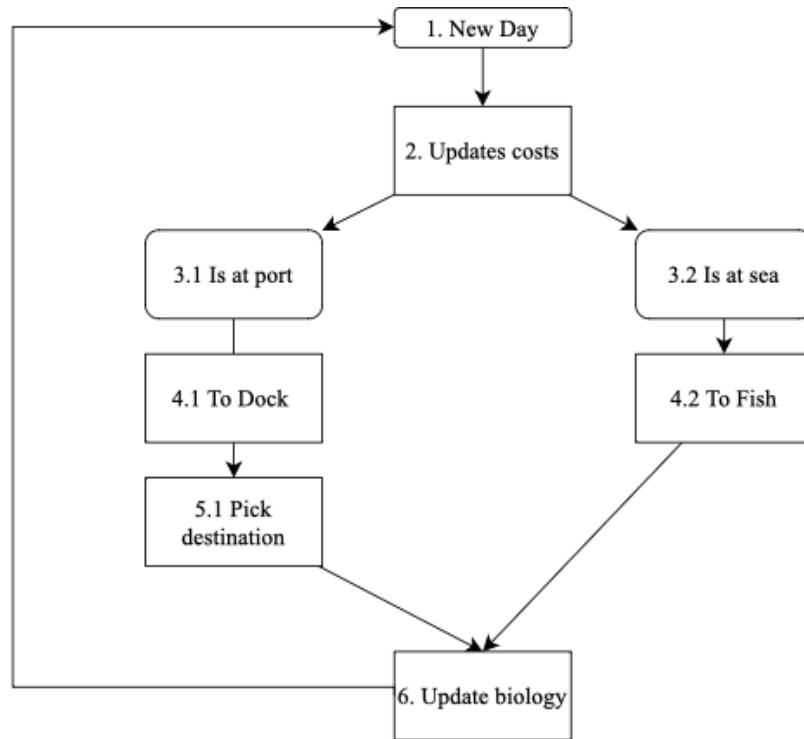 1. New Day
2. Updates costs
3.1 Is at port
3.2 Is at sea
4.1 To Dock
4.2 To Fish
5.1 Pick
destination
6. Update biology